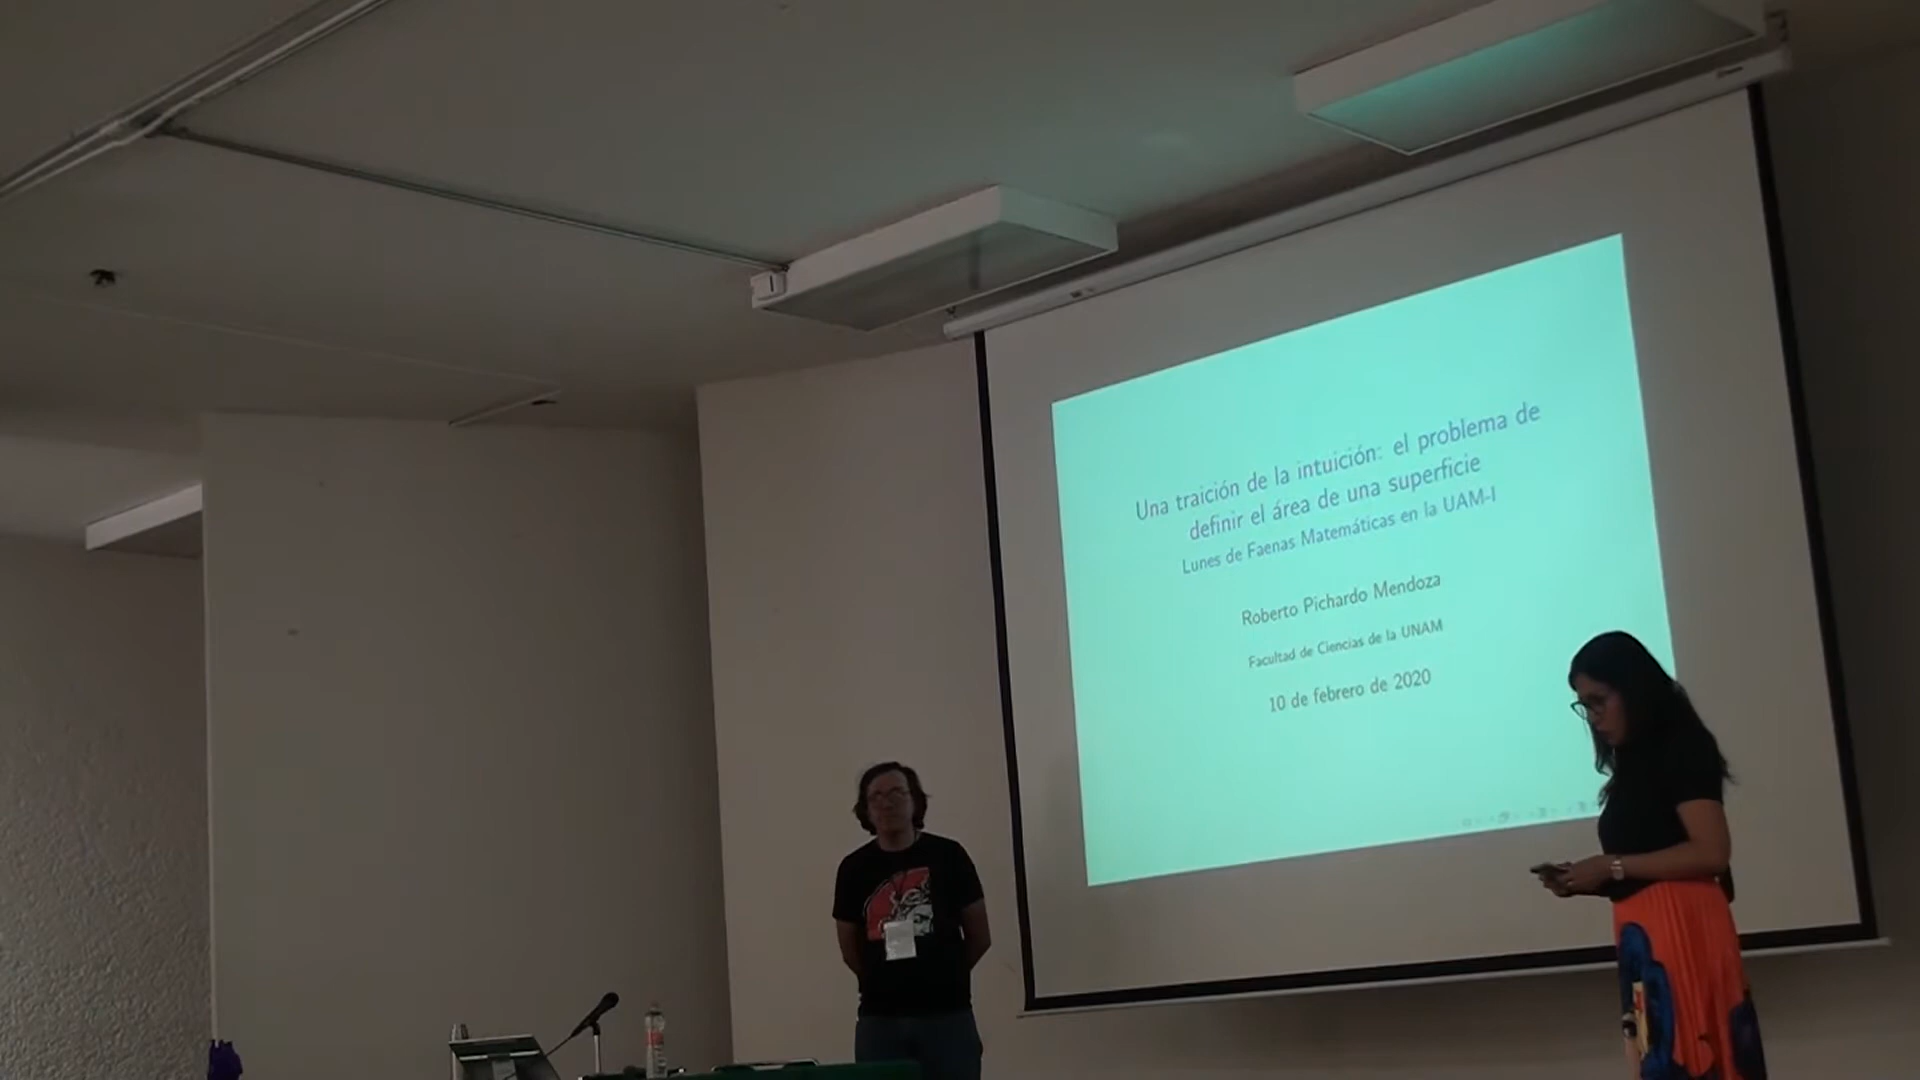 Una traición de la intuición: el problema de
definir el área de una superficie
Lunes de Faenas Matemáticas en la UAM-I
Roberto Pichardo Mendoza
Facultad de Ciencias de la UNAM
10 de febrero de 2020